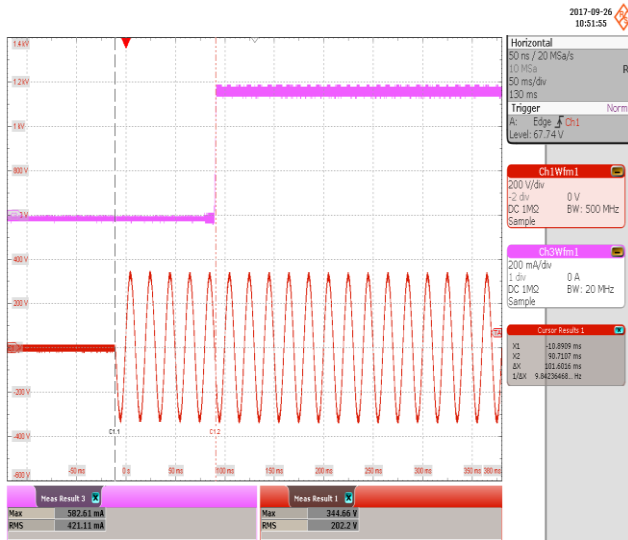 2017-09-26
10:51:55
Horizontal
50 ns / 20 MSa/s
10 MSa R
50 ms/div
130 ms
Trigger Norm
A: Edge Ch1
Level: 67.74 V
Ch1Wfm1
200 V/div
-2 div 0 V
DC 1MΩ BW: 500 MHz
Sample
Ch3Wfm1
200 mA/div
1 div 0 A
DC 1MΩ BW: 20 MHz
Sample
Cursor Results 1
X1 -10.8909 ms
X2 90.7107 ms
ΔX 101.6016 ms
1/ΔX 9.84236468... Hz
1.4 kV
1.2 kV
1 kV
800 V
400 V
200 V
-200 V
-400 V
-600 V
C1.1
C1.2
-50 ms
0 s
50 ms
100 ms
150 ms
200 ms
250 ms
300 ms
350 ms
380 ms
Meas Result 3
Max 582.61 mA
RMS 421.11 mA
Meas Result 1
Max 344.66 V
RMS 202.2 V